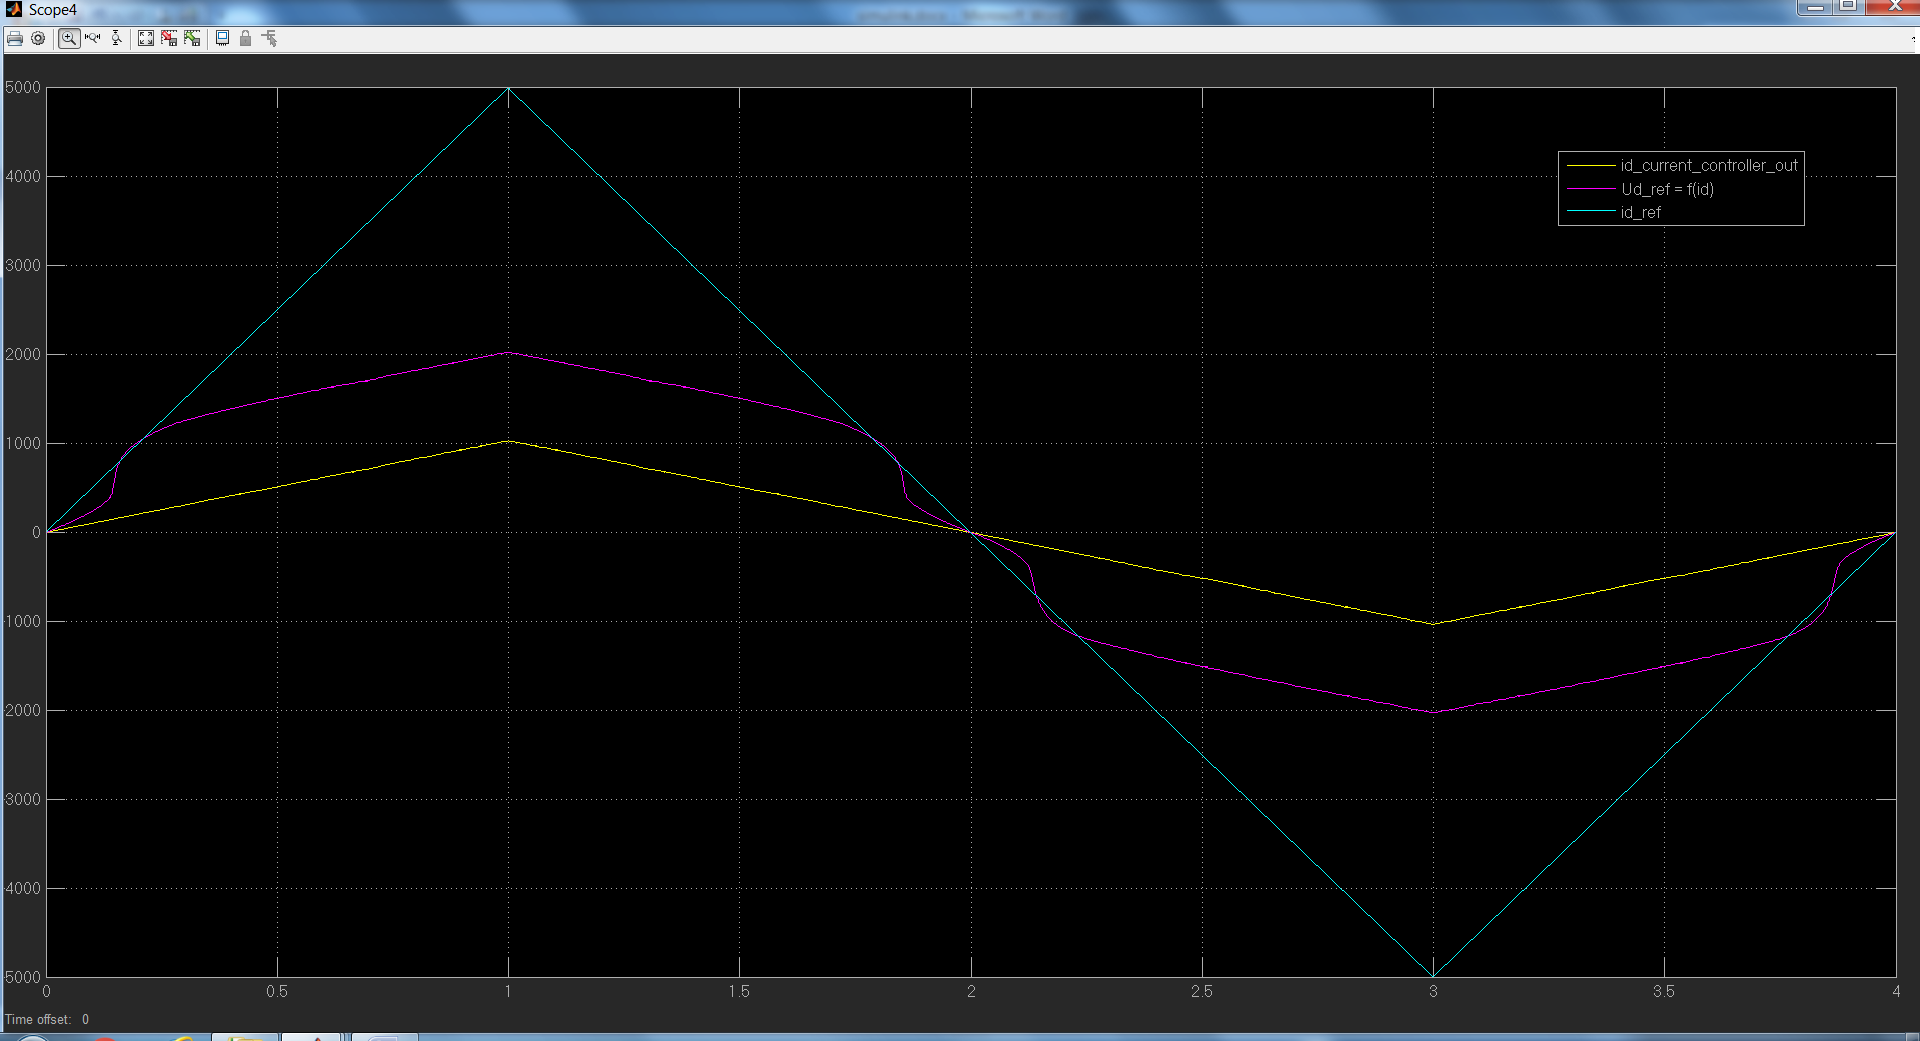 Scope4
5000
4000
3000
2000
1000
0
-1000
-2000
-3000
-4000
-5000
0 0.5 1 1.5 2 2.5 3 3.5 4
id_current_controller_out
Ud_ref = f(id)
id_ref
Time offset: 0